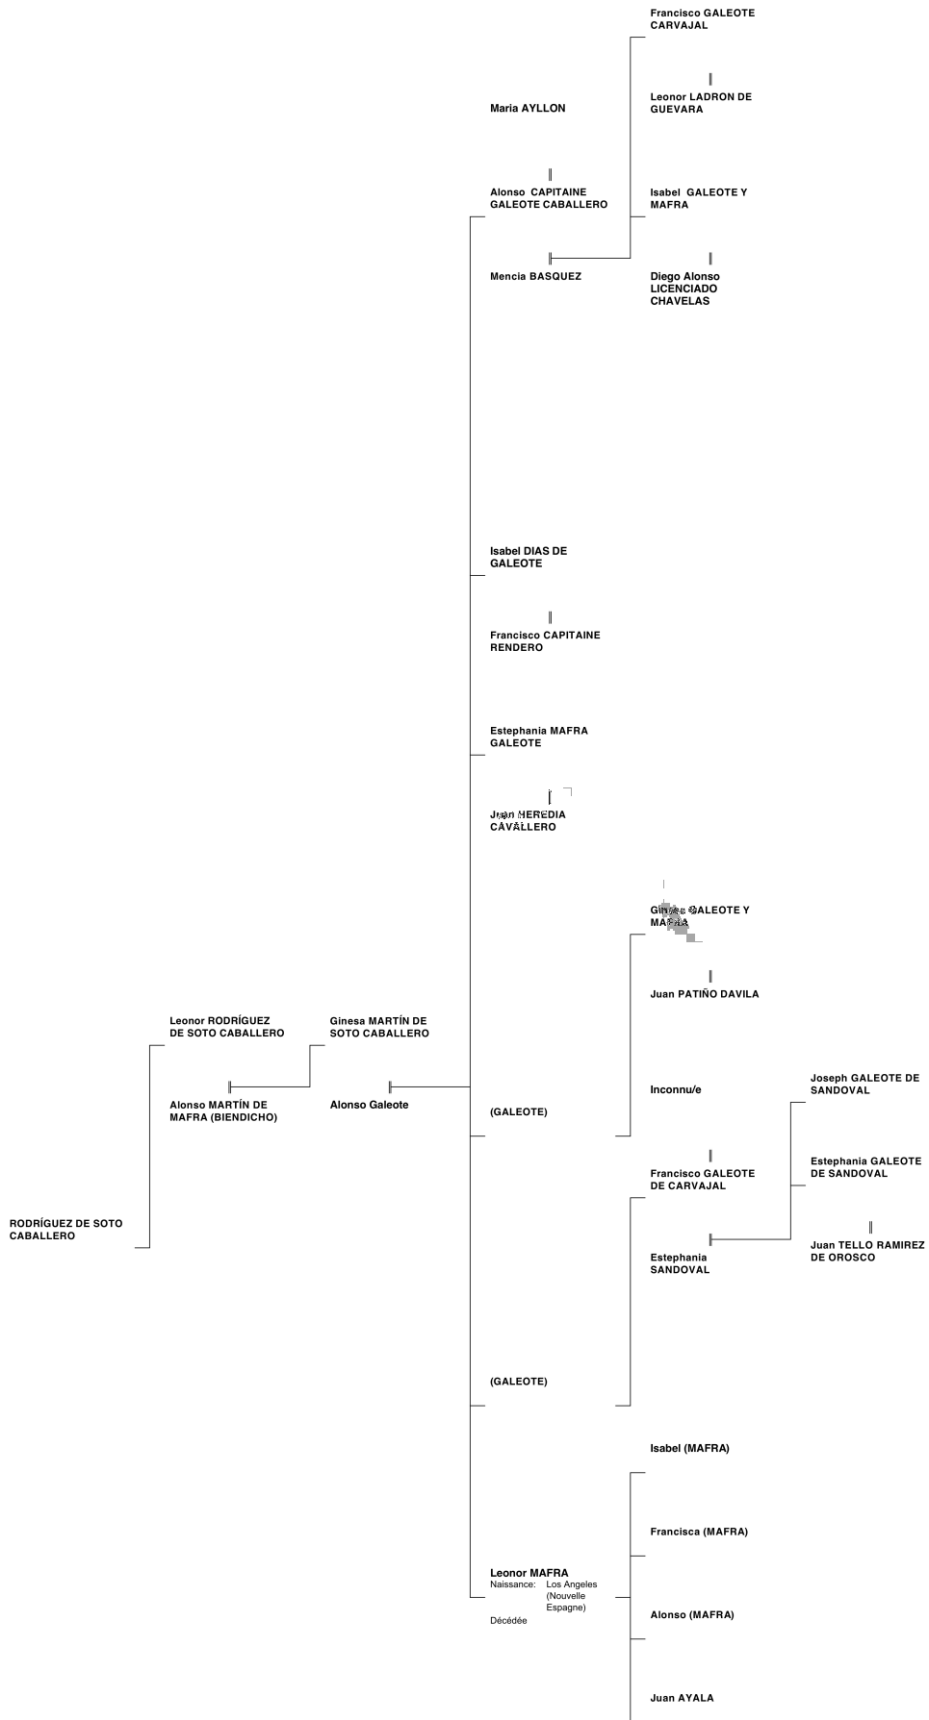 Francisco GALEOTE
CARVAJAL
Leonor LADRON DE
GUEVARA
Maria AYLLON
Alonso CAPITAINE
GALEOTE CABALLERO
Isabel GALEOTE Y
MAFRA
Mencia BASQUEZ
Diego Alonso
LICENCIADO
CHAVELAS
Isabel DIAS DE
GALEOTE
Francisco CAPITAINE
RENDERO
Estephania MAFRA
GALEOTE
Juan HEREDIA
CAVALLERO
GALEOTE Y
MAFRA
Juan PATIÑO DAVILA
Leonor RODRÍGUEZ
DE SOTO CABALLERO
Ginesa MARTÍN DE
SOTO CABALLERO
Alonso MARTÍN DE
MAFRA (BIENDICHO)
Alonso Galeote
(GALEOTE)
Inconnu/e
Joseph GALEOTE DE
SANDOVAL
Francisco GALEOTE
DE CARVAJAL
Estephania GALEOTE
DE SANDOVAL
RODRÍGUEZ DE SOTO
CABALLERO
Estephania
SANDOVAL
Juan TELLO RAMIREZ
DE OROSCO
(GALEOTE)
Isabel (MAFRA)
Francisca (MAFRA)
Leonor MAFRA
Naissance: Los Angeles
(Nouvelle
Espagne)
Décédée
Alonso (MAFRA)
Juan AYALA